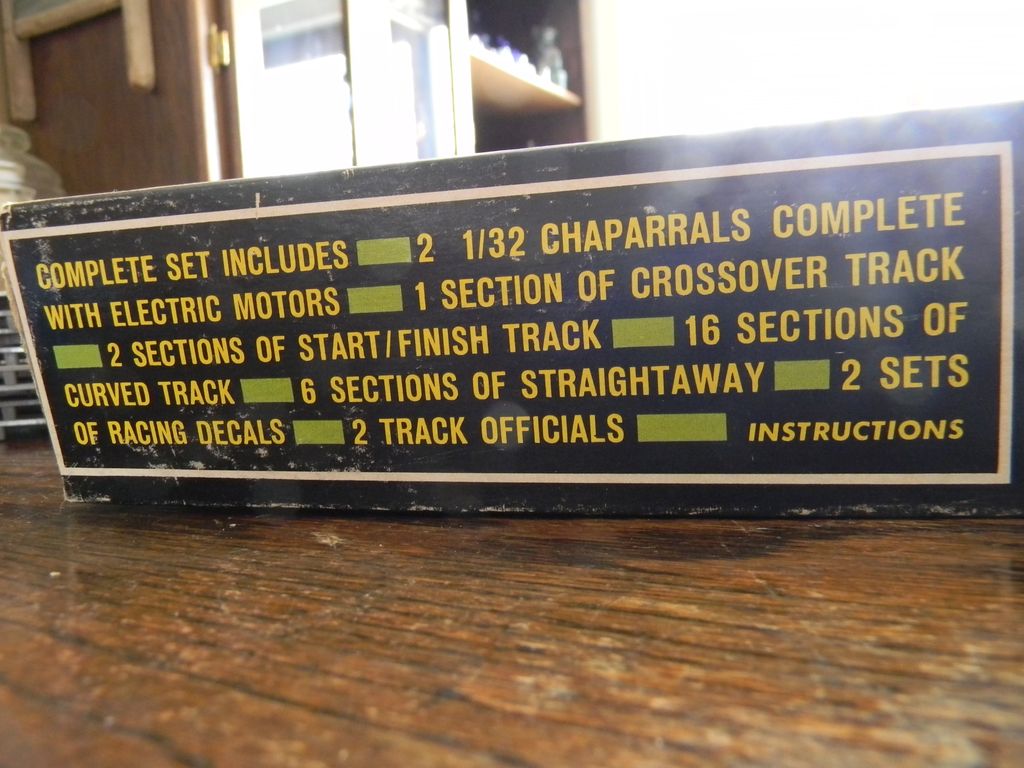 COMPLETE SET INCLUDES 2 1/32 CHAPARRALS COMPLETE
WITH ELECTRIC MOTORS 1 SECTION OF CROSSOVER TRACK
2 SECTIONS OF START/FINISH TRACK 16 SECTIONS OF
CURVED TRACK 6 SECTIONS OF STRAIGHTAWAY 2 SETS
OF RACING DECALS 2 TRACK OFFICIALS INSTRUCTIONS